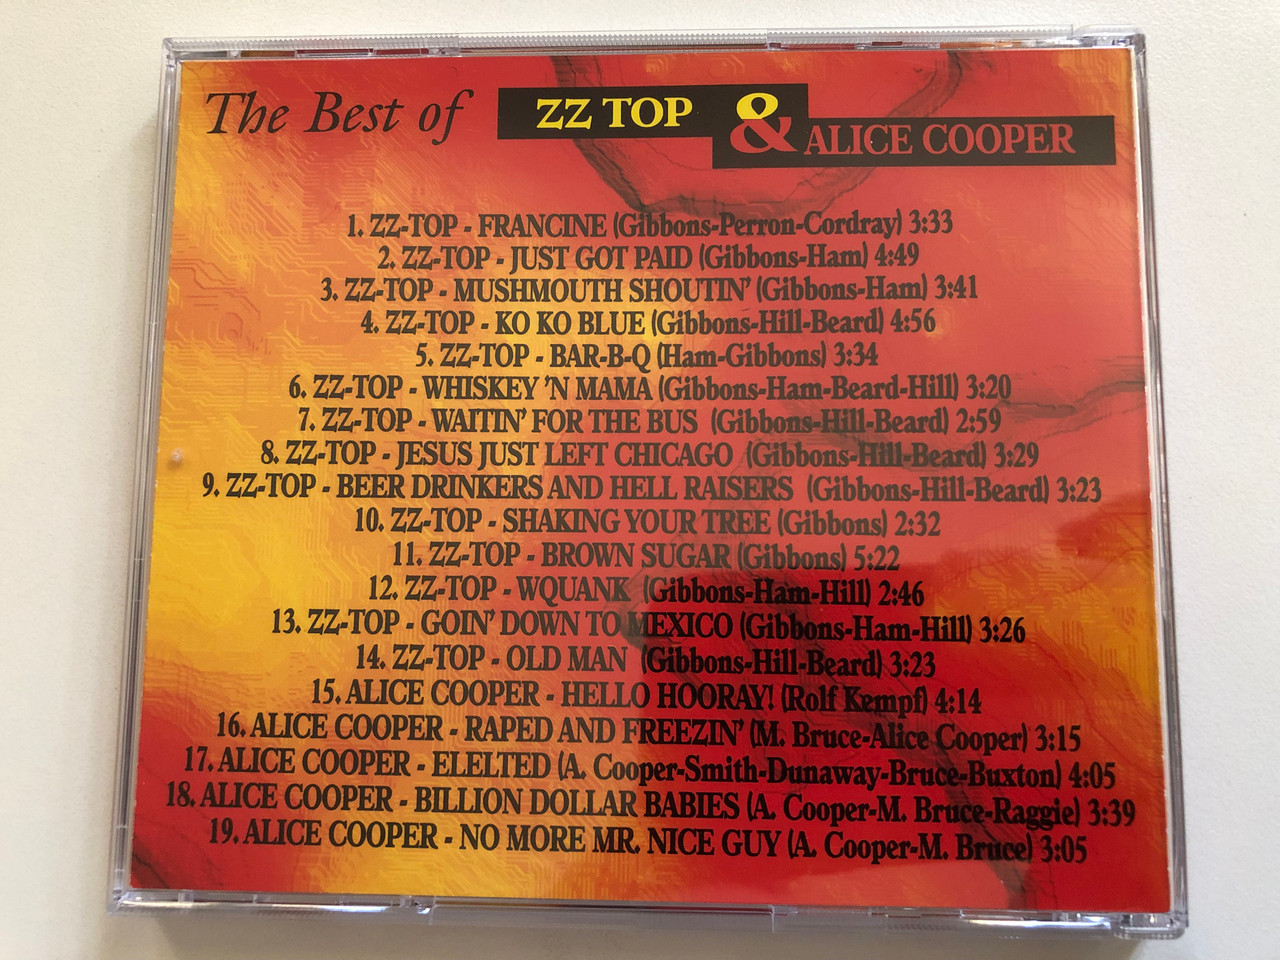 The Best of ZZ TOP & ALICE COOPER
1. ZZ-TOP - FRANCINE (Gibbons-Perron-Cordray) 3:33
2. ZZ-TOP - JUST GOT PAID (Gibbons-Ham) 4:49
3. ZZ-TOP - MUSHMOUTH SHOUTIN' (Gibbons-Ham) 3:41
4. ZZ-TOP - KO KO BLUE (Gibbons-Hill-Beard) 4:56
5. ZZ-TOP - BAR-B-Q (Ham-Gibbons) 3:34
6. ZZ-TOP - WHISKEY 'N MAMA (Gibbons-Ham-Beard-Hill) 3:20
7. ZZ-TOP - WAITIN' FOR THE BUS (Gibbons-Hill-Beard) 2:59
8. ZZ-TOP - JESUS JUST LEFT CHICAGO (Gibbons-Hill-Beard) 3:29
9. ZZ-TOP - BEER DRINKERS AND HELL RAISERS (Gibbons-Hill-Beard) 3:23
10. ZZ-TOP - SHAKING YOUR TREE (Gibbons) 2:32
11. ZZ-TOP - BROWN SUGAR (Gibbons) 5:22
12. ZZ-TOP - WQUANK (Gibbons-Ham-Hill) 2:46
13. ZZ-TOP - GOIN' DOWN TO MEXICO (Gibbons-Ham-Hill) 3:26
14. ZZ-TOP - OLD MAN (Gibbons-Hill-Beard) 3:23
15. ALICE COOPER - HELLO HOORAY! (Rolf Kempf) 4:14
16. ALICE COOPER - RAPED AND FREEZIN' (M. Bruce-Alice Cooper) 3:15
17. ALICE COOPER - ELELTED (A. Cooper-Smith-Dunaway-Bruce-Buxton) 4:05
18. ALICE COOPER - BILLION DOLLAR BABIES (A. Cooper-M. Bruce-Raggie) 3:39
19. ALICE COOPER - NO MORE MR. NICE GUY (A. Cooper-M. Bruce) 3:05